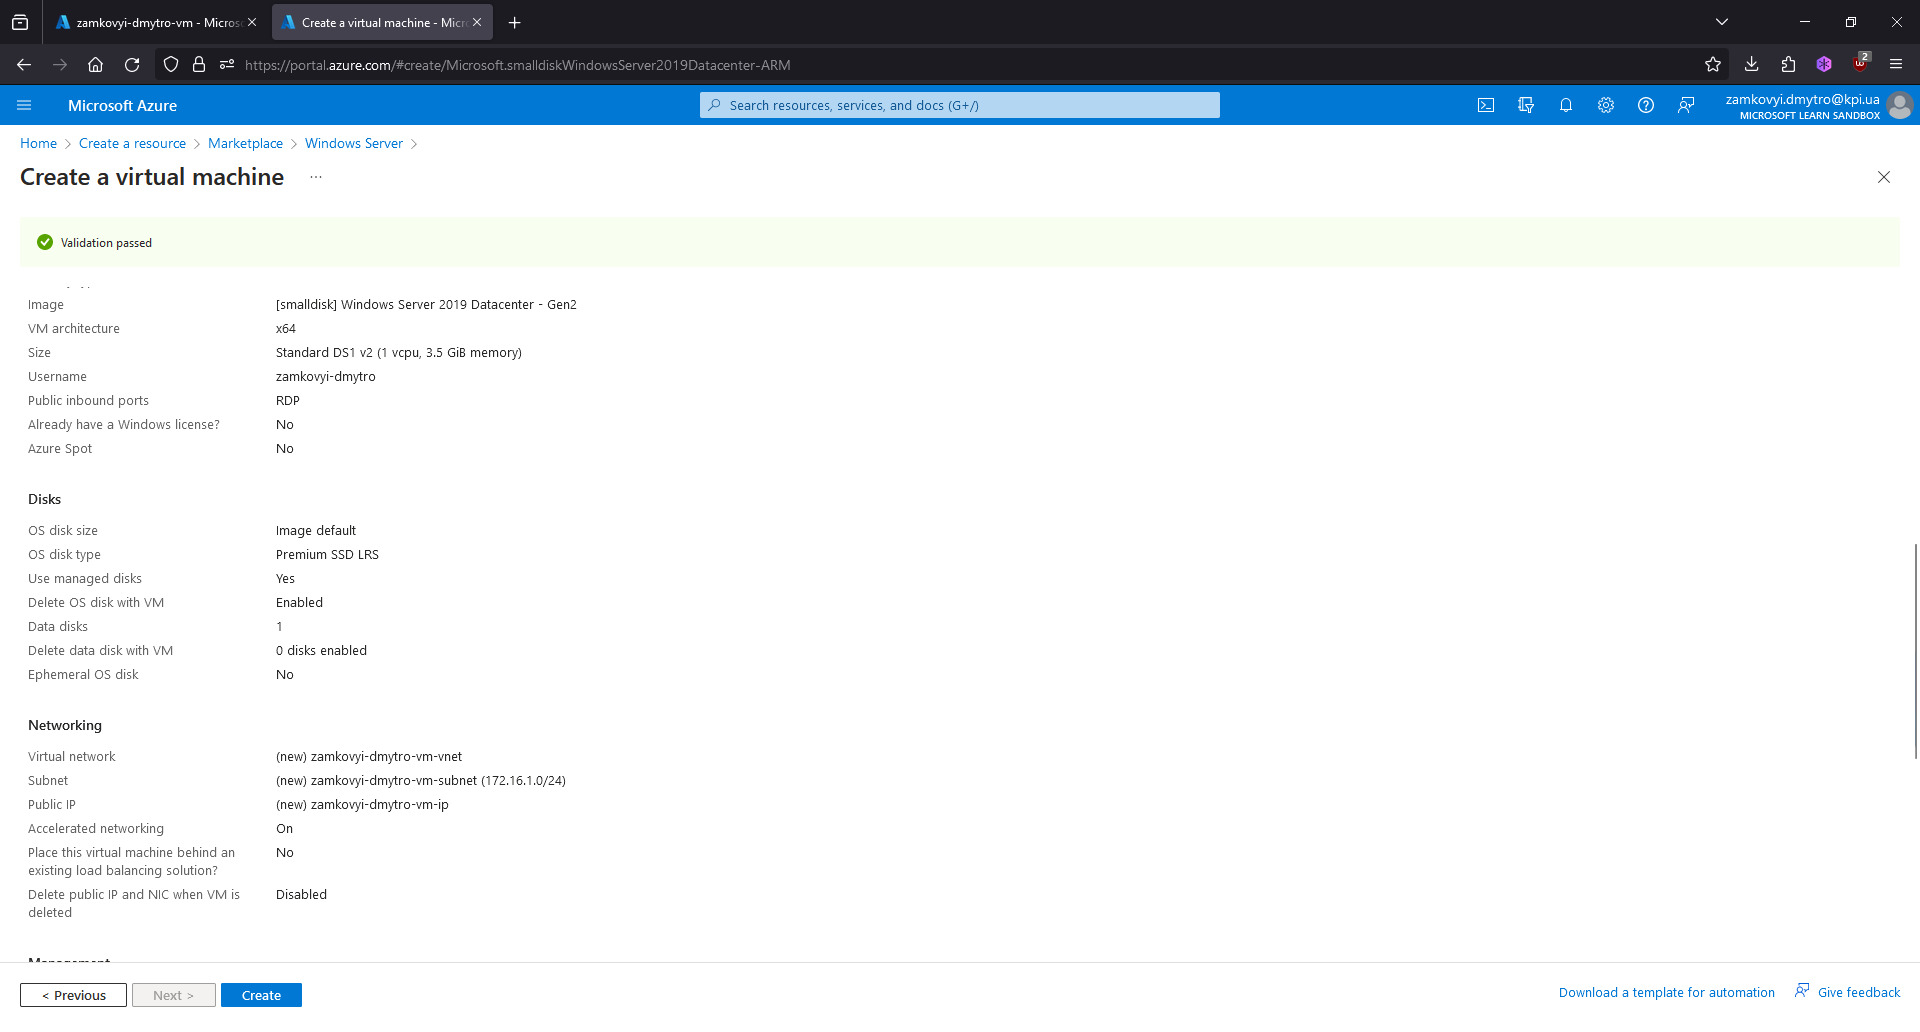 zamkovyi-dmytro-vm - Micros
Create a virtual machine - Micr
https://portal.azure.com/#create/Microsoft.smalldiskWindowsServer2019Datacenter-ARM
2
Microsoft Azure
Search resources, services, and docs (G+/)
zamkovyi.dmytro@kpi.ua
MICROSOFT LEARN SANDBOX
Home > Create a resource > Marketplace > Windows Server >
Create a virtual machine ...
Validation passed
Image [smalldisk] Windows Server 2019 Datacenter - Gen2
VM architecture x64
Size Standard DS1 v2 (1 vcpu, 3.5 GiB memory)
Username zamkovyi-dmytro
Public inbound ports RDP
Already have a Windows license? No
Azure Spot No
Disks
OS disk size Image default
OS disk type Premium SSD LRS
Use managed disks Yes
Delete OS disk with VM Enabled
Data disks 1
Delete data disk with VM 0 disks enabled
Ephemeral OS disk No
Networking
Virtual network (new) zamkovyi-dmytro-vm-vnet
Subnet (new) zamkovyi-dmytro-vm-subnet (172.16.1.0/24)
Public IP (new) zamkovyi-dmytro-vm-ip
Accelerated networking On
Place this virtual machine behind an No
existing load balancing solution?
Delete public IP and NIC when VM is Disabled
deleted
Management
< Previous
Next >
Create
Download a template for automation
Give feedback